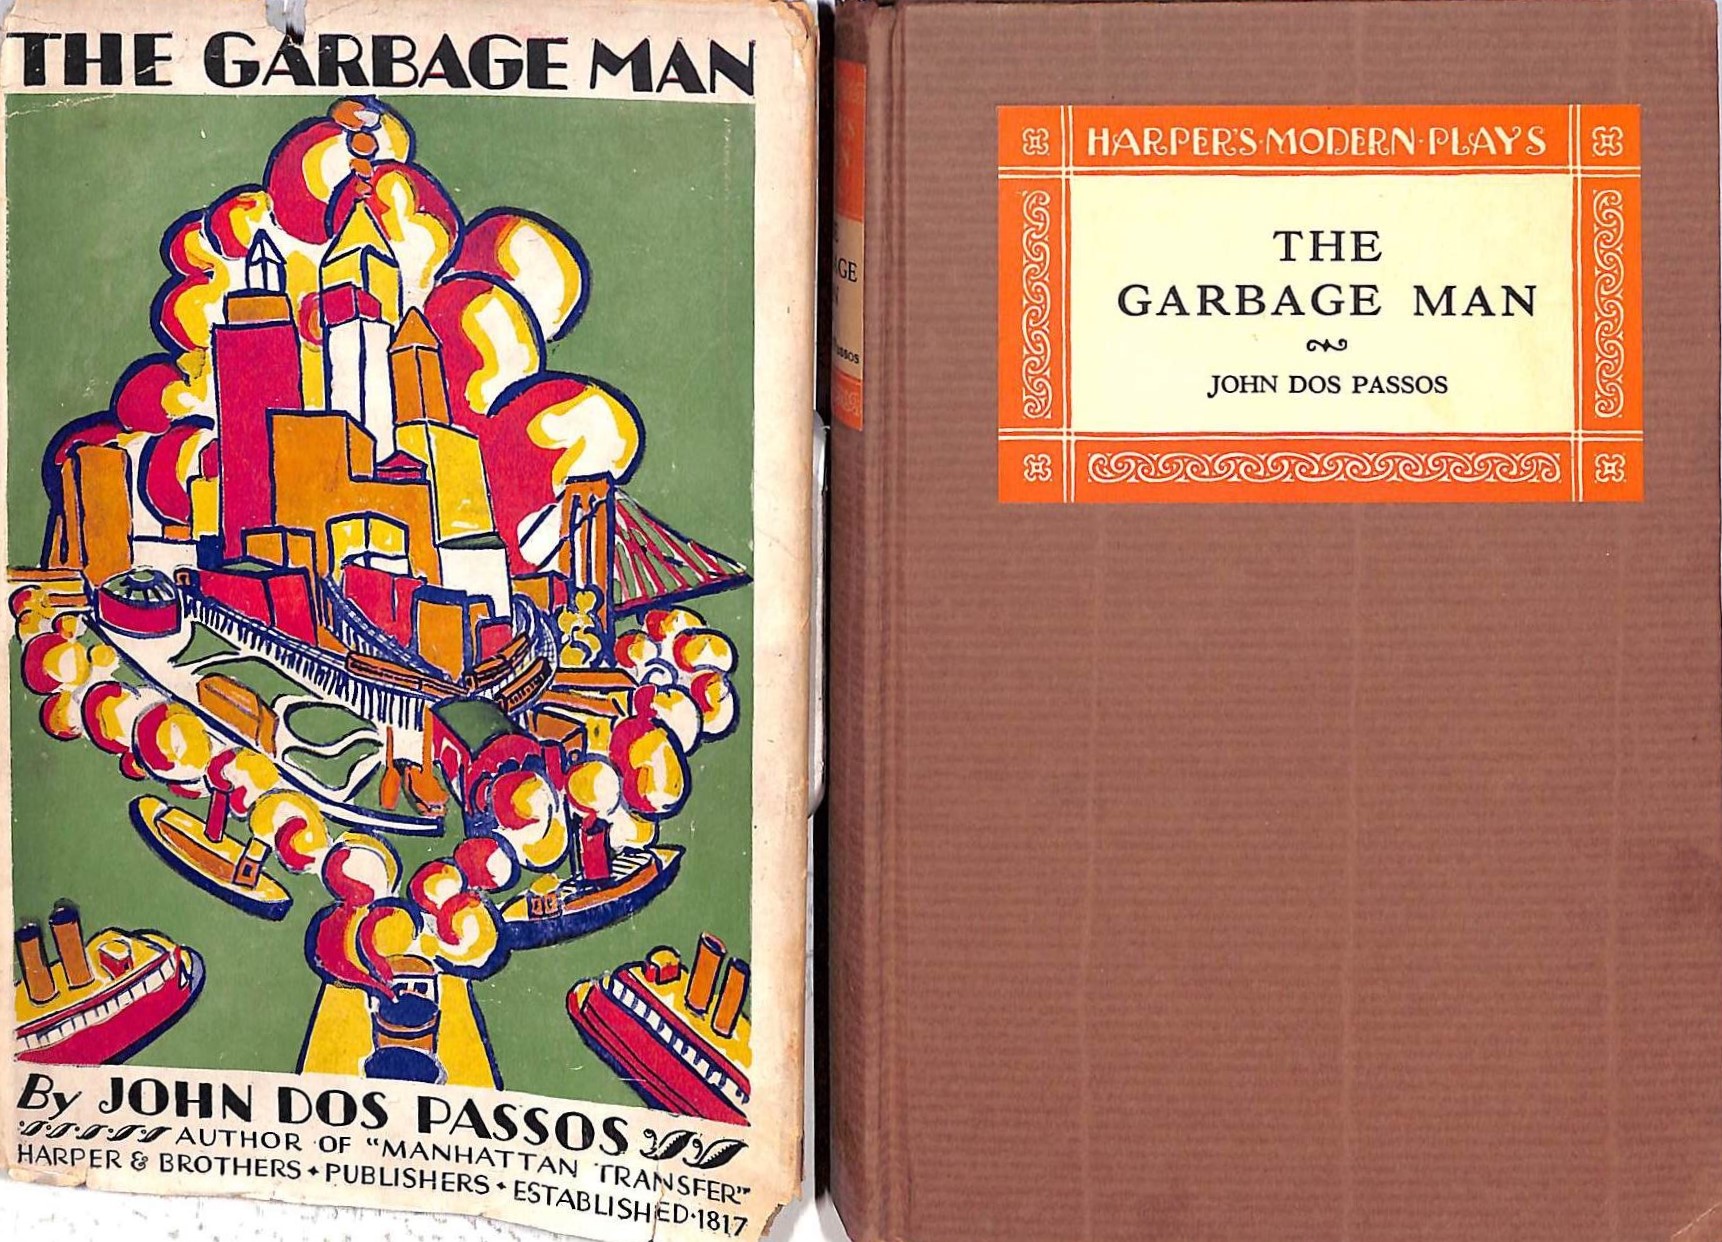 THE GARBAGE MAN
By JOHN DOS PASSOS
AUTHOR OF "MANHATTAN TRANSFER"
HARPER & BROTHERS ✦ PUBLISHERS ✦ ESTABLISHED·1817
HARPER'S·MODERN·PLAYS
THE
GARBAGE MAN
JOHN DOS PASSOS